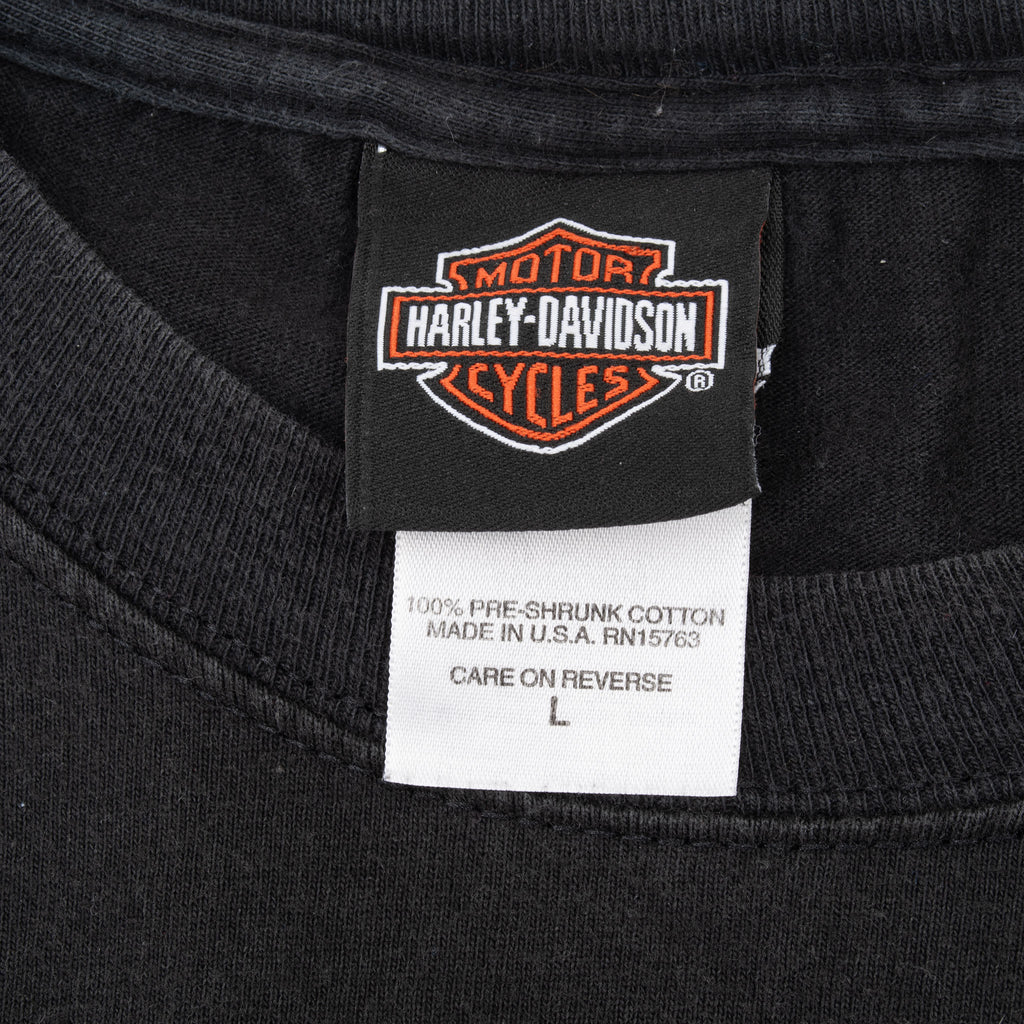 MOTOR
HARLEY-DAVIDSON
CYCLES
®
100% PRE-SHRUNK COTTON
MADE IN U.S.A. RN15763
CARE ON REVERSE
L